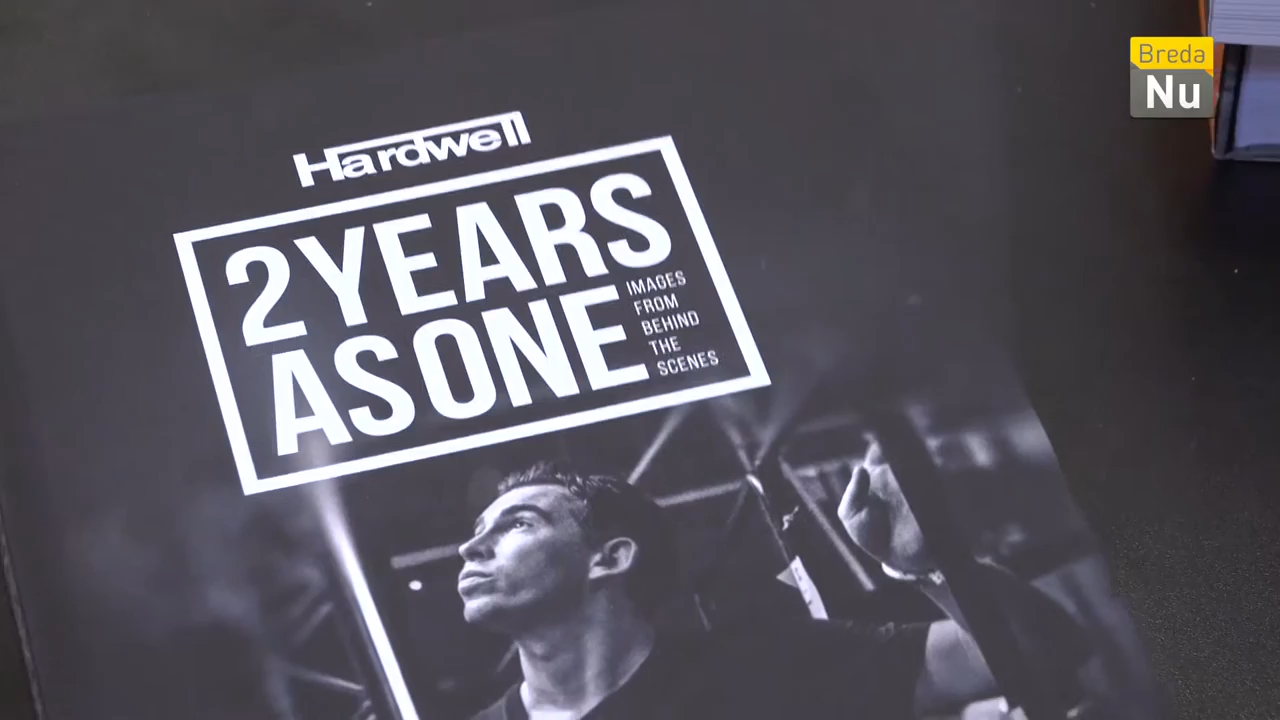 Breda
Nu
Hardwell
2YEARS
ASONE
IMAGES
FROM
BEHIND
THE
SCENES